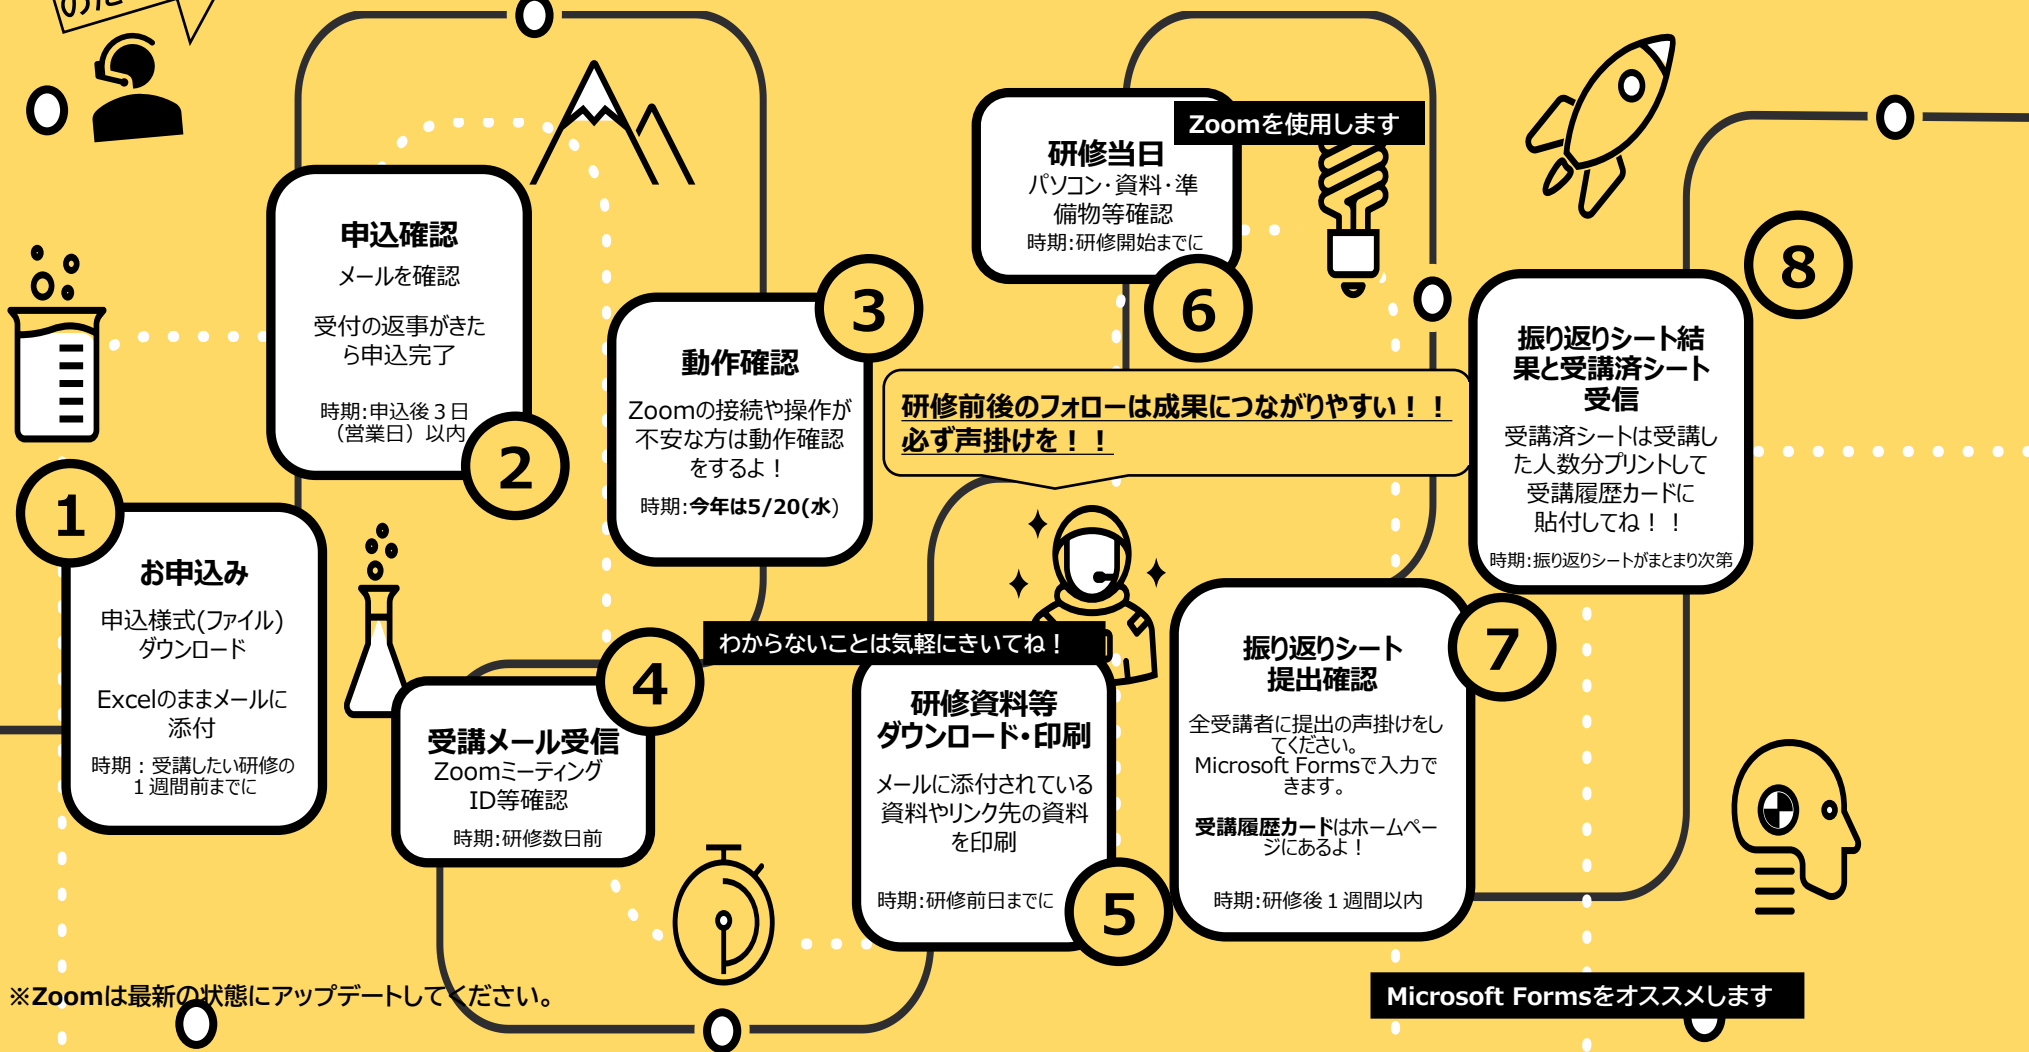 1
お申込み
申込様式(ファイル)
ダウンロード
Excelのままメールに
添付
時期：受講したい研修の
１週間前までに
申込確認
メールを確認
受付の返事がきた
ら申込完了
時期:申込後３日
（営業日）以内
2
3
動作確認
Zoomの接続や操作が
不安な方は動作確認
をするよ！
時期:今年は5/20(水)
4
受講メール受信
Zoomミーティング
ID等確認
時期:研修数日前
わからないことは気軽にきいてね！
研修資料等
ダウンロード・印刷
メールに添付されている
資料やリンク先の資料
を印刷
時期:研修前日までに
5
Zoomを使用します
研修当日
パソコン・資料・準
備物等確認
時期:研修開始までに
6
研修前後のフォローは成果につながりやすい！！
必ず声掛けを！！
7
振り返りシート
提出確認
全受講者に提出の声掛けをし
てください。
Microsoft Formsで入力で
きます。
受講履歴カードはホームペー
ジにあるよ！
時期:研修後１週間以内
8
振り返りシート結
果と受講済シート
受信
受講済シートは受講し
た人数分プリントして
受講履歴カードに
貼付してね！！
時期:振り返りシートがまとまり次第
※Zoomは最新の状態にアップデートしてください。
Microsoft Formsをオススメします